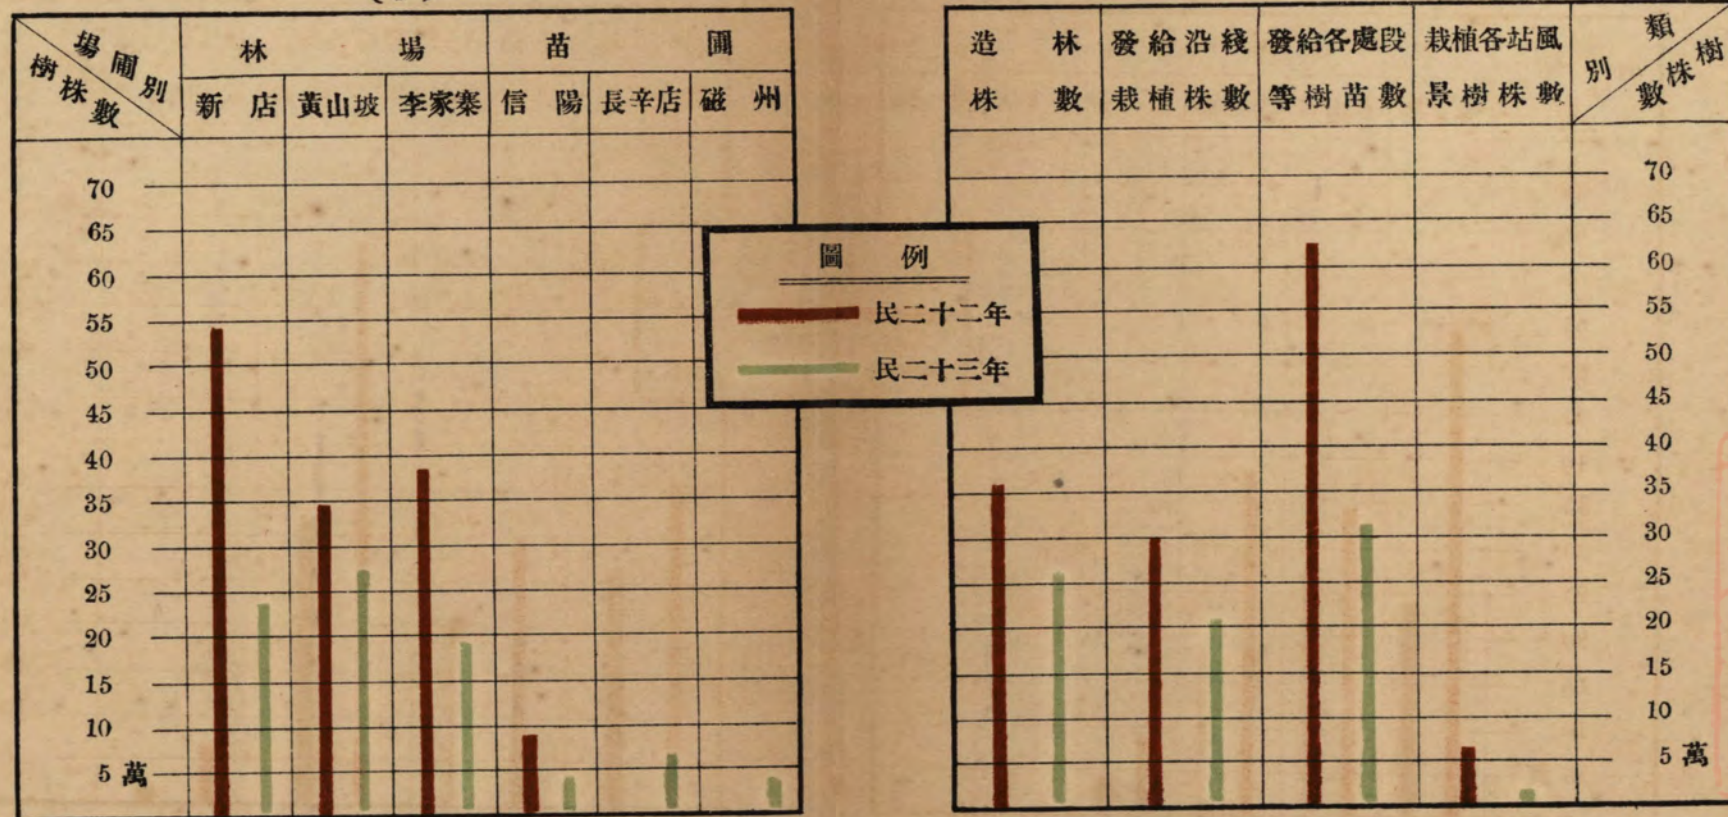 場圃別
樹株數
林場
苗圃
新店 黃山坡 李家寨 信陽 長辛店 磁州
70
65
60
55
50
45
40
35
30
25
20
15
10
5 萬
圖例
民二十二年
民二十三年
造林株數
發給沿綫栽植株數
發給各處段等樹苗數
栽植各站風景樹株數
類別
樹株數
70
65
60
55
50
45
40
35
30
25
20
15
10
5 萬